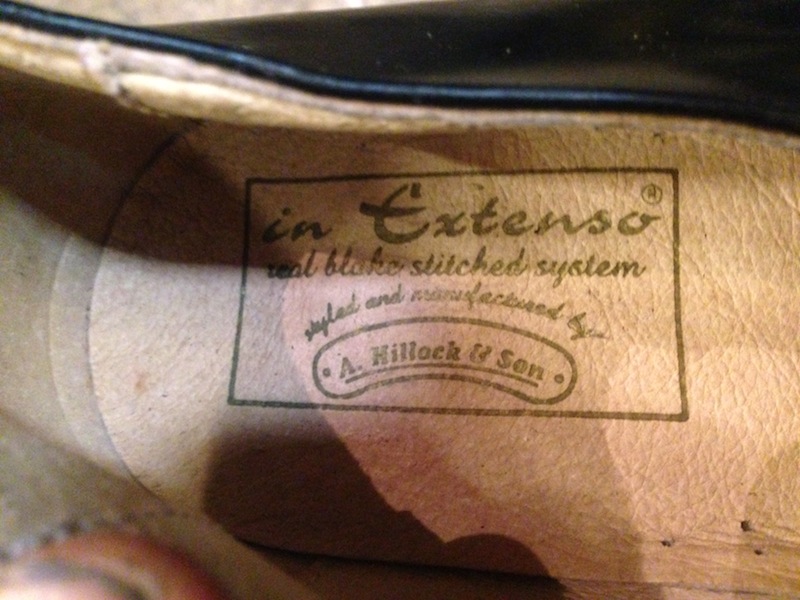 in Extenso ®
real blake stitched system
styled and manufactured by...
A. Hillock & Son